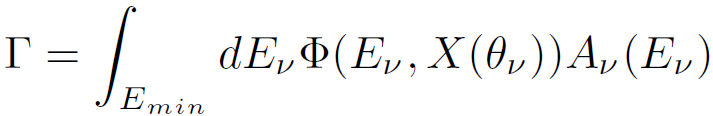 Γ = ∫_{E_{min}} dE_ν Φ(E_ν, X(θ_ν)) A_ν(E_ν)